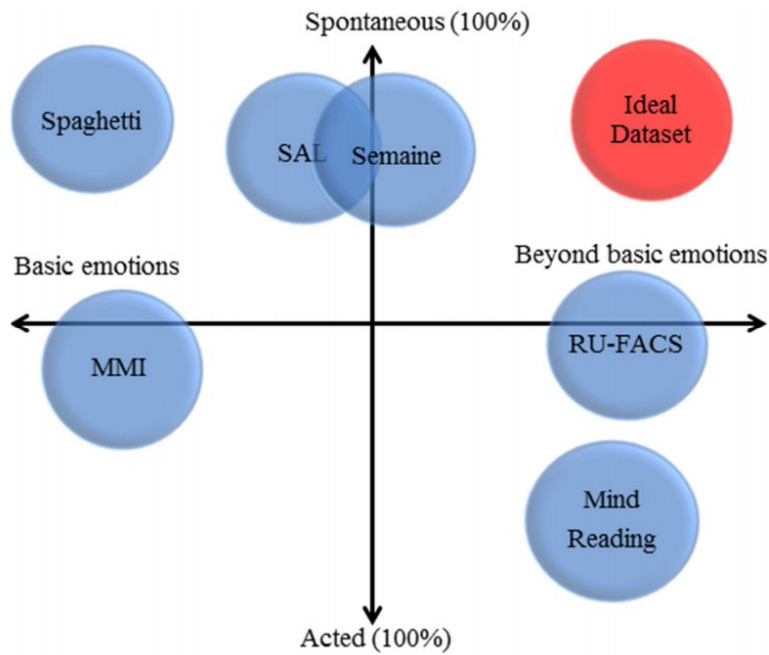 Spontaneous (100%)
Spaghetti
SAL
Semaine
Ideal
Dataset
Basic emotions
Beyond basic emotions
MMI
RU-FACS
Mind
Reading
Acted (100%)